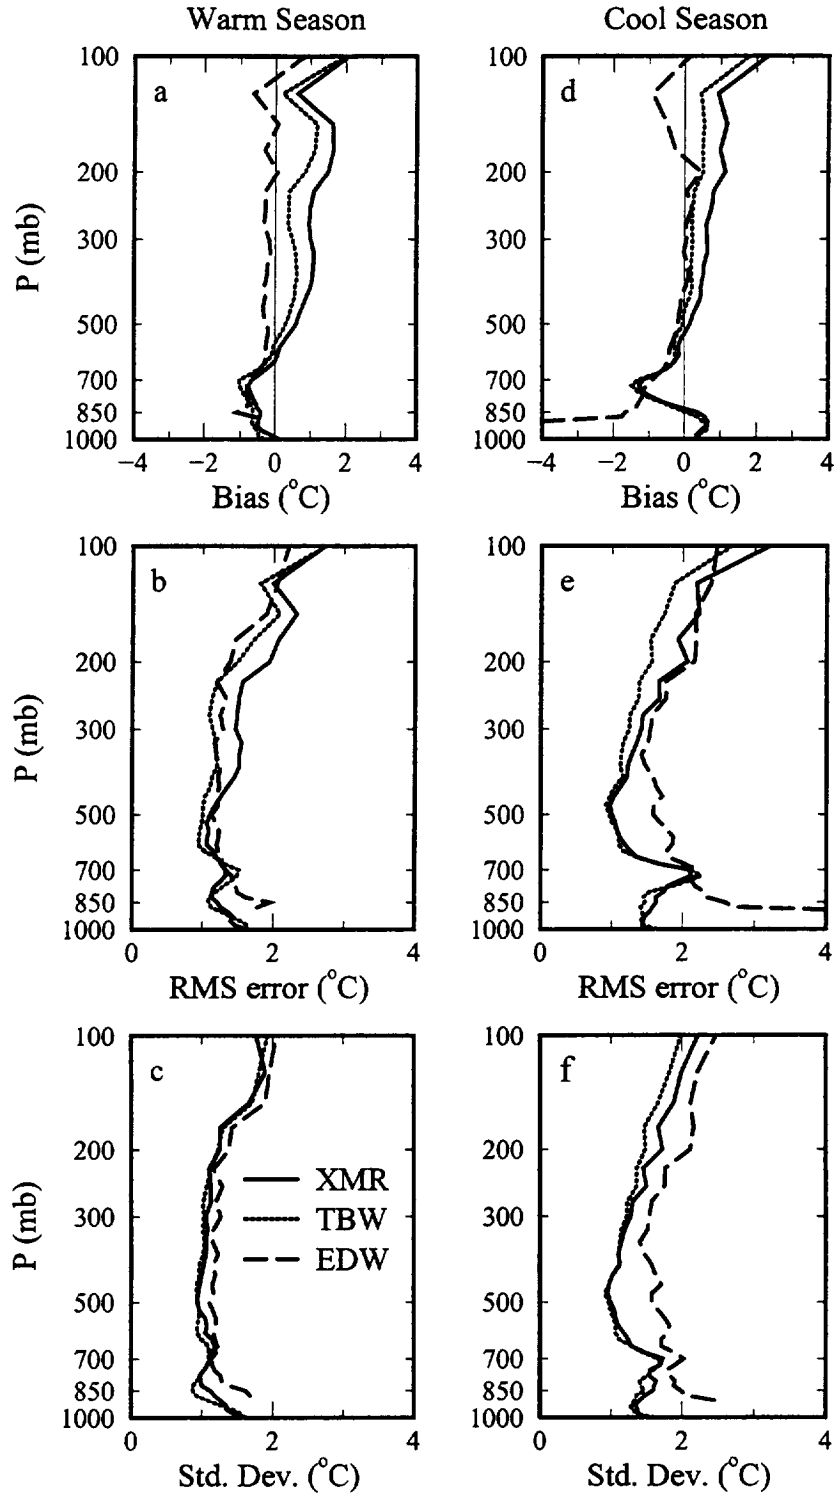 Warm Season
Cool Season
a
100
200
300
500
700
850
1000
P (mb)
−4 −2 0 2 4
Bias (°C)
d
100
200
300
500
700
850
1000
−4 −2 0 2 4
Bias (°C)
b
100
200
300
500
700
850
1000
P (mb)
0 2 4
RMS error (°C)
e
100
200
300
500
700
850
1000
0 2 4
RMS error (°C)
c
100
200
300
500
700
850
1000
P (mb)
XMR
TBW
EDW
0 2 4
Std. Dev. (°C)
f
100
200
300
500
700
850
1000
0 2 4
Std. Dev. (°C)